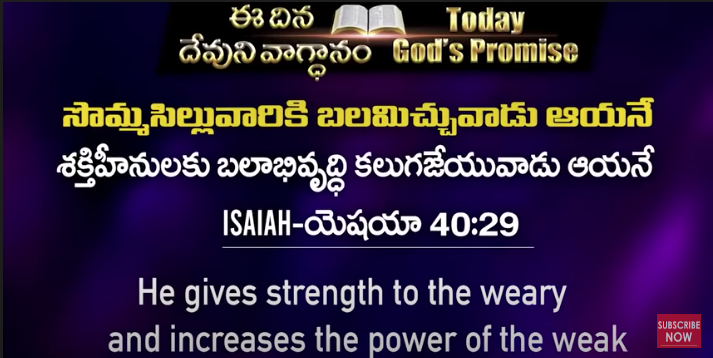 ఈ దిన
దేవుని వాగ్ధానం
Today
God's Promise
సొమ్మసిల్లువారికి బలమిచ్చువాడు ఆయనే
శక్తిహీనులకు బలాభివృద్ధి కలుగజేయువాడు ఆయనే
ISAIAH-యెషయా 40:29
He gives strength to the weary
and increases the power of the weak
SUBSCRIBE
NOW